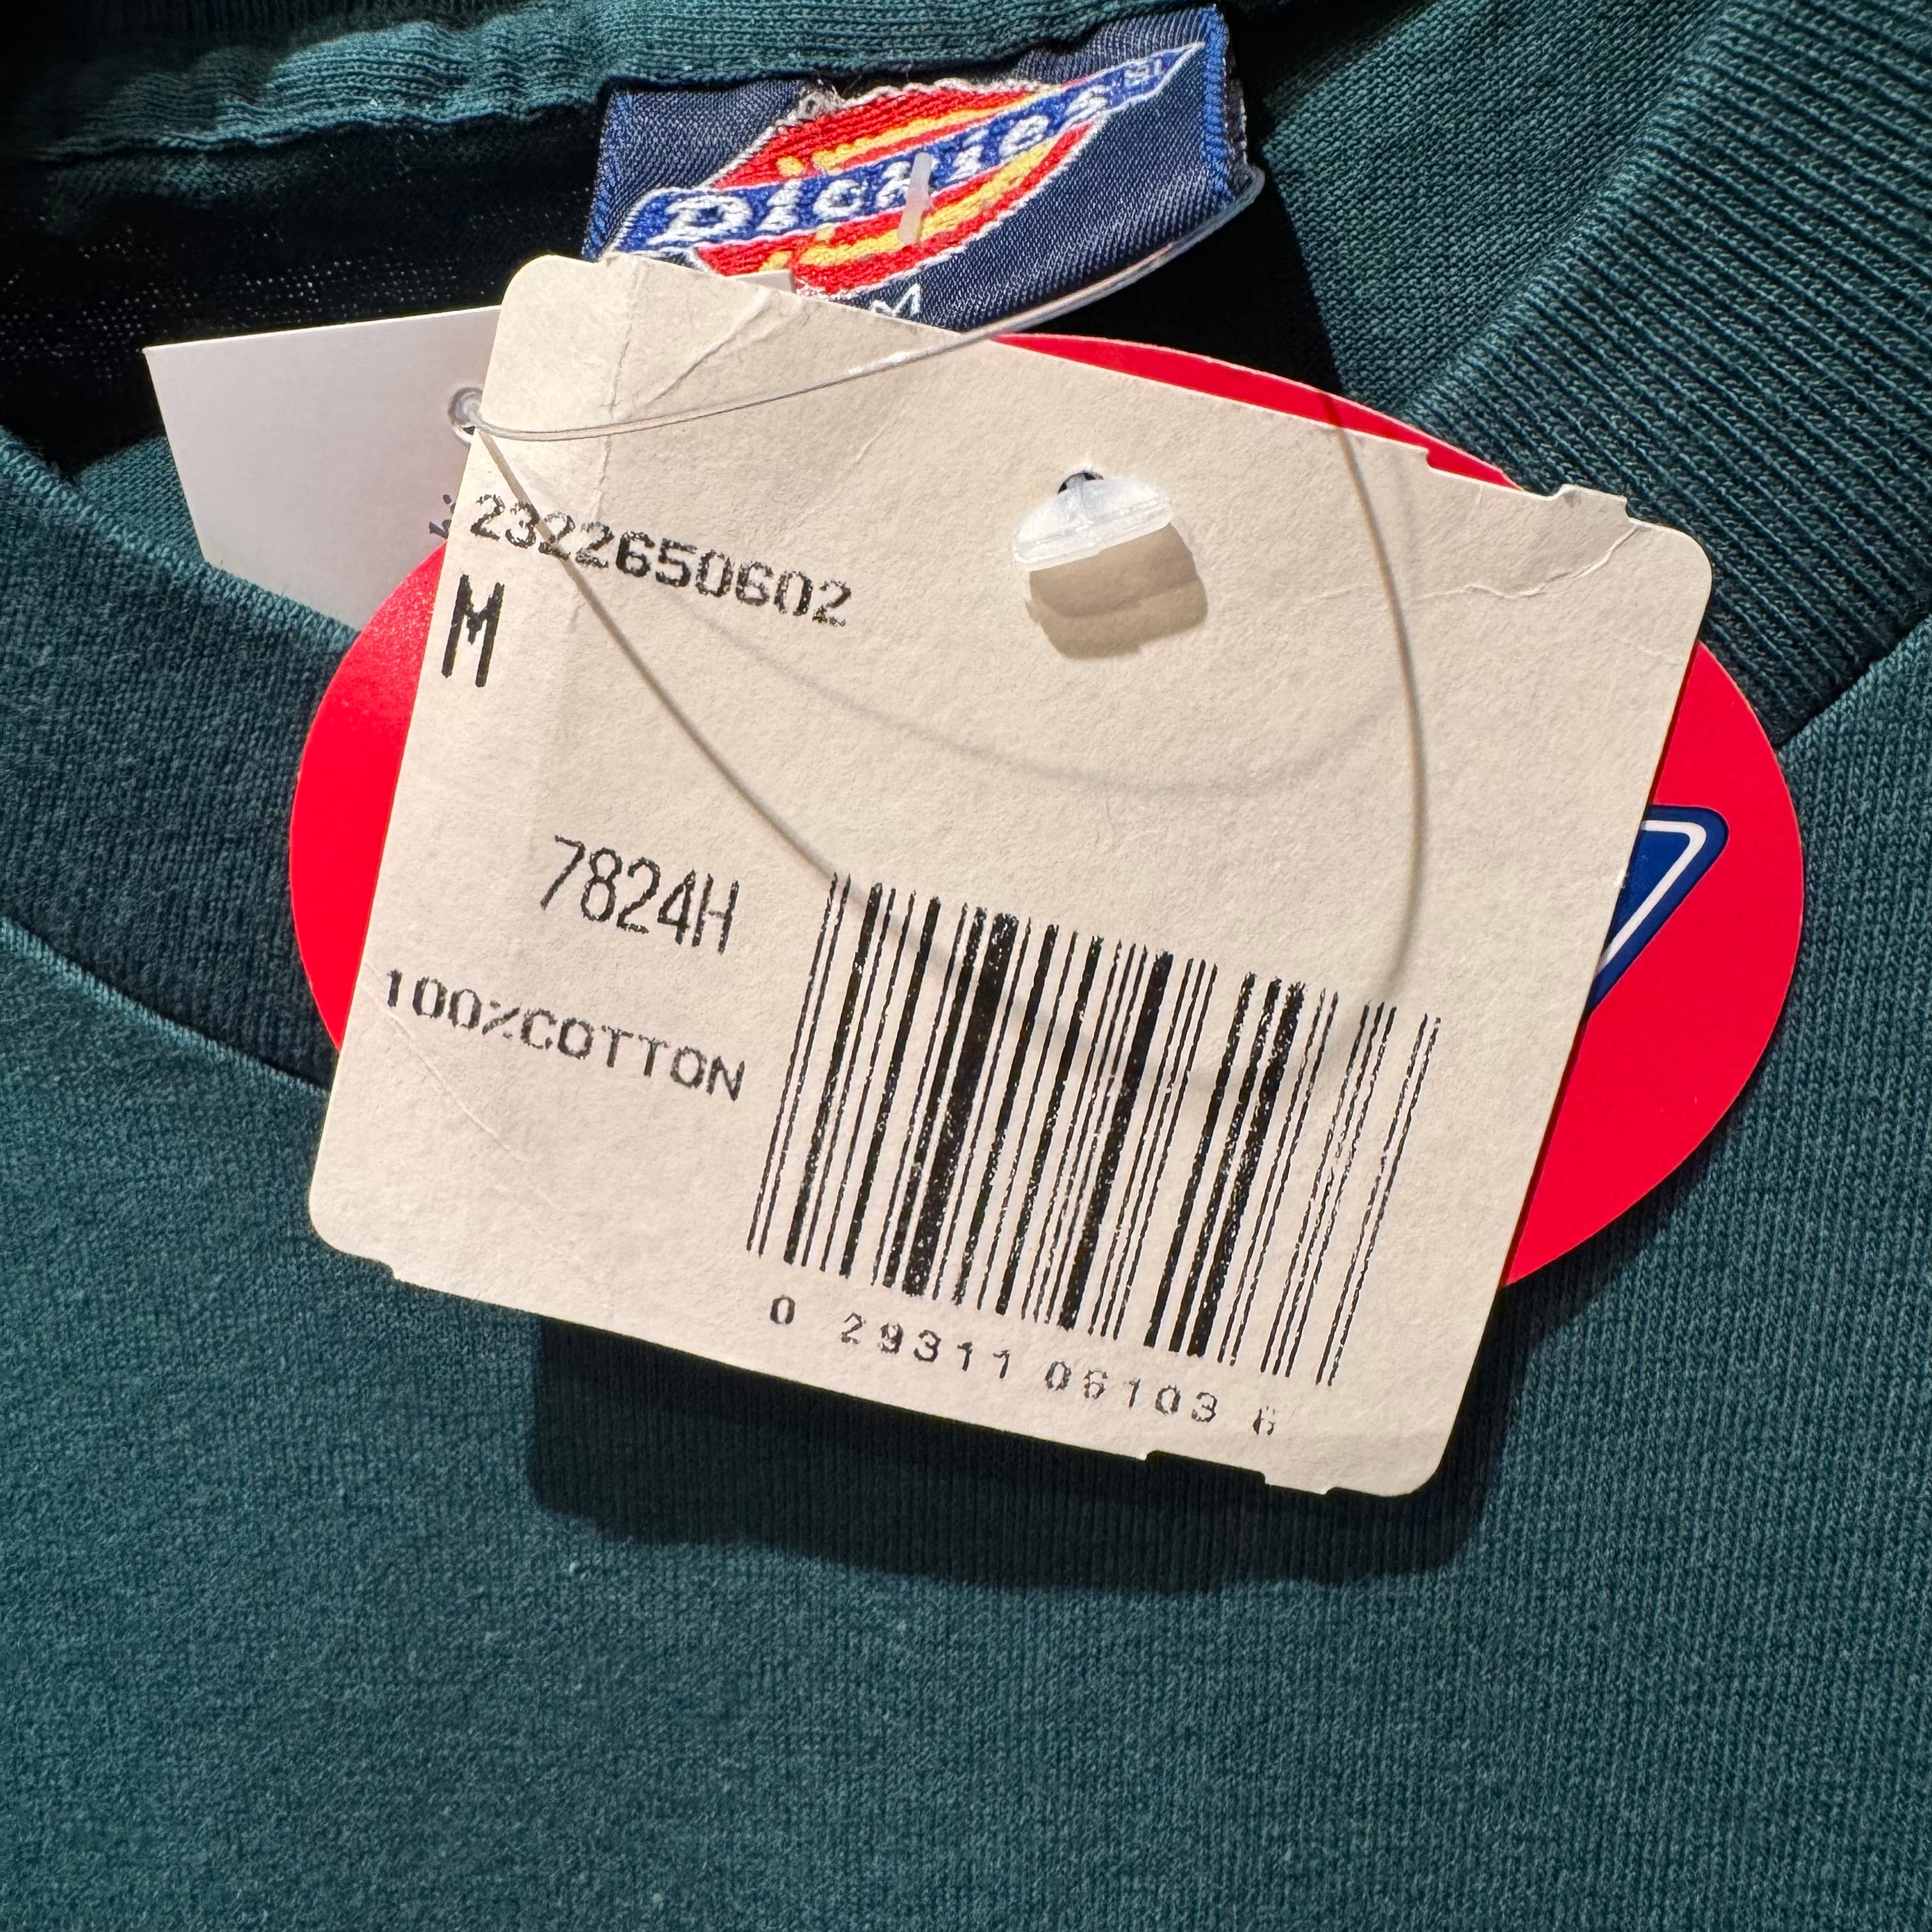 Dickies®
M
2322650602
M
7824H
100%COTTON
0 29311 06103 6